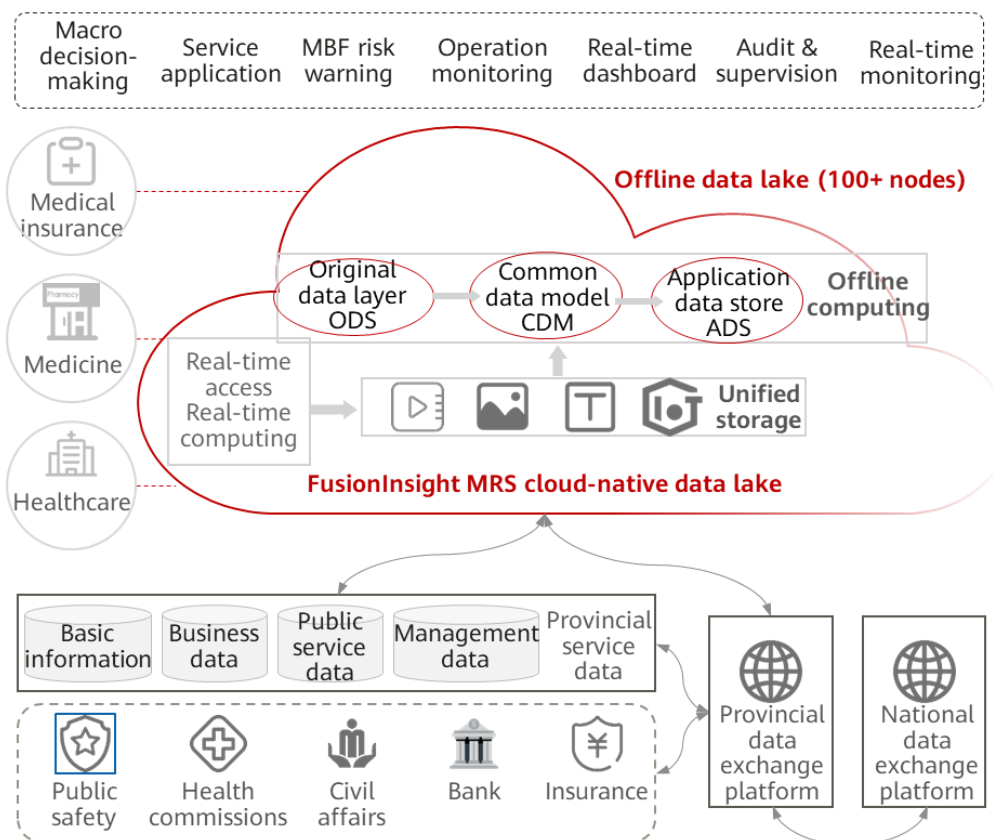 Macro
decision-
making
Service
application
MBF risk
warning
Operation
monitoring
Real-time
dashboard
Audit &
supervision
Real-time
monitoring
Medical
insurance
Offline data lake (100+ nodes)
Original
data layer
ODS
Common
data model
CDM
Application
data store
ADS
Offline
computing
Pharmacy
Medicine
Real-time
access
Real-time
computing
T
IoT
Unified
storage
Healthcare
FusionInsight MRS cloud-native data lake
Basic
information
Business
data
Public
service
data
Management
data
Provincial
service
data
Provincial
data
exchange
platform
National
data
exchange
platform
Public
safety
Health
commissions
Civil
affairs
Bank
¥
Insurance